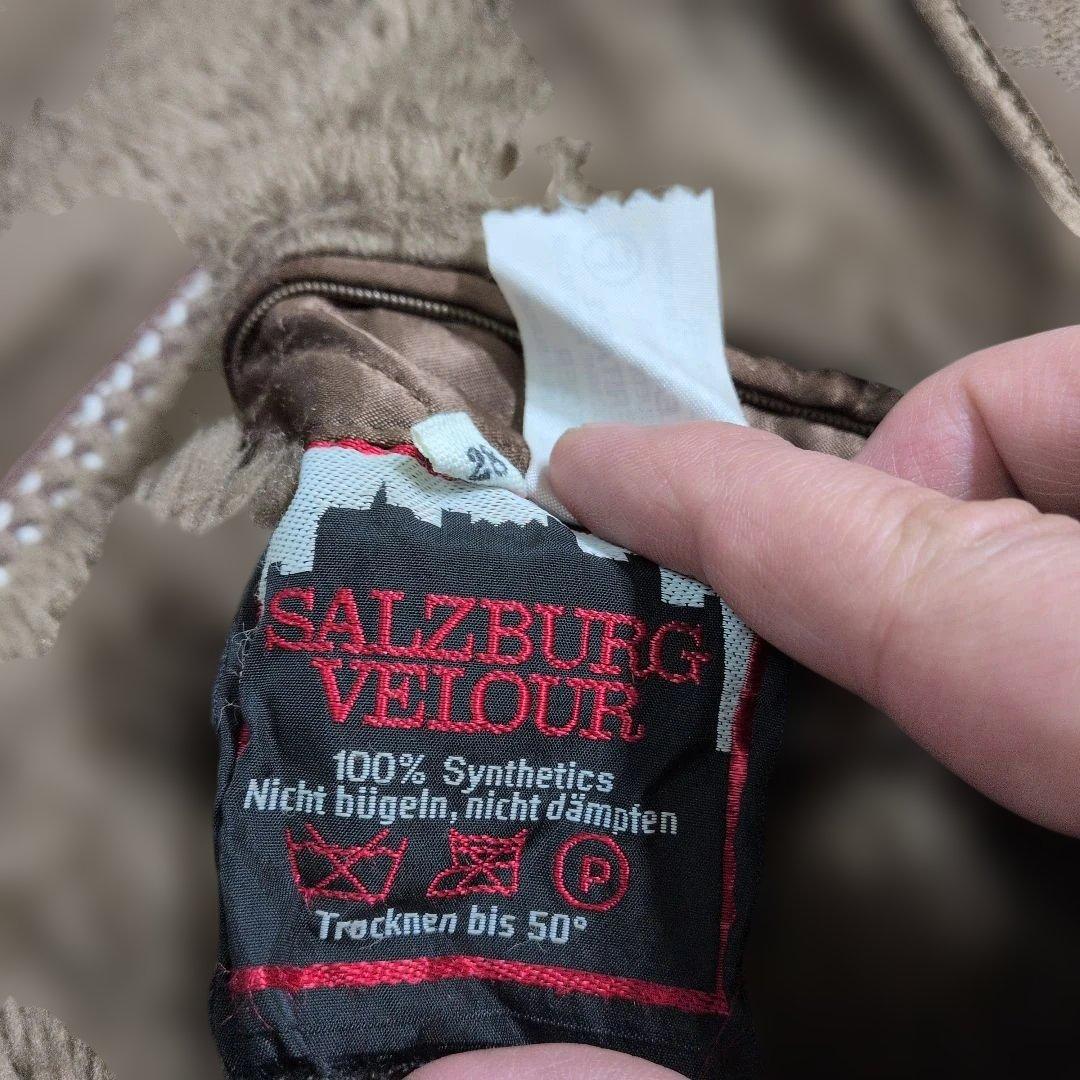 28
SALZBURG
VELOUR
100% Synthetics
Nicht bügeln, nicht dämpfen
P
Trocknen bis 50°